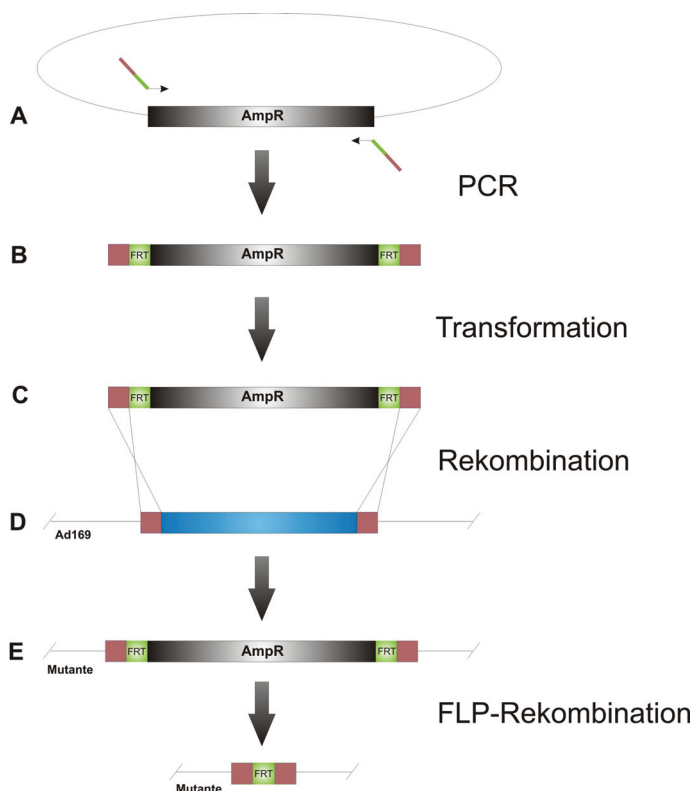 A
AmpR
PCR
B
FRT AmpR FRT
Transformation
C
FRT AmpR FRT
Rekombination
D
Ad169
E
FRT AmpR FRT
Mutante
FLP-Rekombination
FRT
Mutante